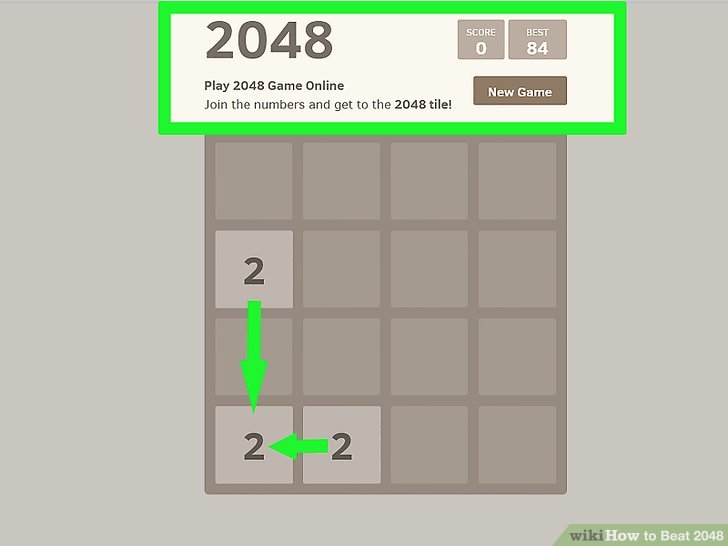 2048
SCORE
0
BEST
84
Play 2048 Game Online
Join the numbers and get to the 2048 tile!
New Game
2
2
2
wikiHow to Beat 2048